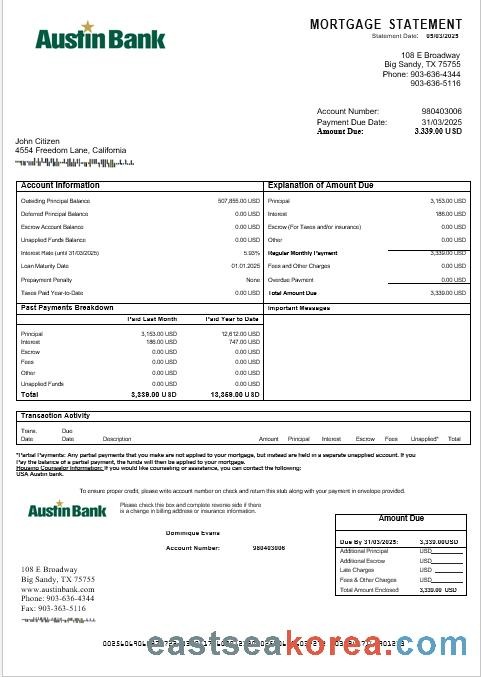 Austin Bank
MORTGAGE STATEMENT
Statement Date: 05/03/2025
108 E Broadway
Big Sandy, TX 75755
Phone: 903-636-4344
903-636-5116
Account Number: 980403006
Payment Due Date: 31/03/2025
Amount Due: 3.339.00 USD
John Citizen
4554 Freedom Lane, California
Account Information
Outsiding Principal Balance 507,855.00 USD
Deferred Principal Balance 0.00 USD
Escrow Account Balance 0.00 USD
Unapplied Funds Balance 0.00 USD
Interest Rate (until 31/03/2025) 5.93%
Loan Maturity Date 01.01.2025
Prepayment Penalty None
Taxes Paid Year-to-Date 0.00 USD
Explanation of Amount Due
Principal 3,153.00 USD
Interest 186.00 USD
Escrow (For Taxes and/or insurance) 0.00 USD
Other 0.00 USD
Regular Monthly Payment 3,339.00 USD
Fees and Other Charges 0.00 USD
Overdue Payment 0.00 USD
Total Amount Due 3,339.00 USD
Past Payments Breakdown
Paid Last Month Paid Year to Date
Principal 3,153.00 USD 12,612.00 USD
Interest 186.00 USD 747.00 USD
Escrow 0.00 USD 0.00 USD
Fees 0.00 USD 0.00 USD
Other 0.00 USD 0.00 USD
Unapplied Funds 0.00 USD 0.00 USD
Total 3,339.00 USD 13,359.00 USD
Important Messages
Transaction Activity
Trans. Due
Date Date Description Amount Principal Interest Escrow Fees Unapplied* Total
*Partial Payments: Any partial payments that you make are not applied to your mortgage, but instead are held in a separate unapplied account. If you
Pay the balance of a partial payment, the funds will then be applied to your mortgage.
Housing Counselor Information: If you would like counseling or assistance, you can contact the following:
USA Austin bank.
To ensure proper credit, please write account number on check and return this stub along with your payment in envelope provided.
Austin Bank
Please check this box and complete reverse side if there
is a change in billing address or insurance information.
Dominique Evans
Account Number: 980403006
Amount Due
Due By 31/03/2025: 3,339.00USD
Additional Principal USD
Additional Escrow USD
Late Charges USD
Fees & Other Charges USD
Total Amount Enclosed 3,339.00 USD
108 E Broadway
Big Sandy, TX 75755
www.austinbank.com
Phone: 903-636-4344
Fax: 903-363-5116
eastseakorea.com